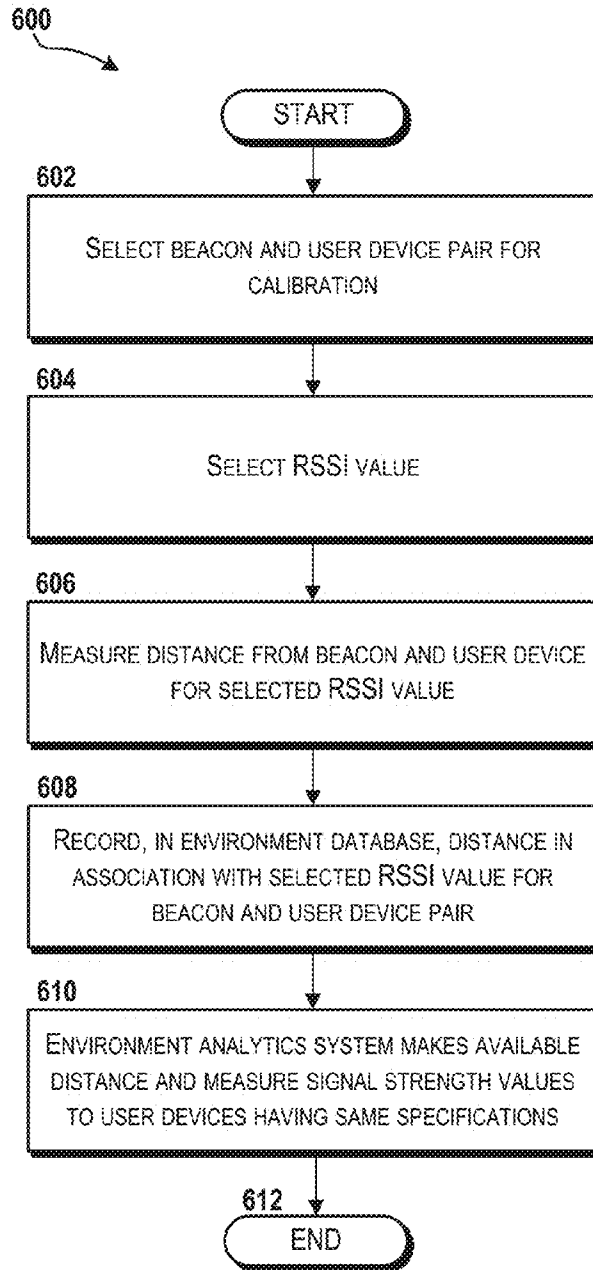 600
START
602
SELECT BEACON AND USER DEVICE PAIR FOR
CALIBRATION
604
SELECT RSSI VALUE
606
MEASURE DISTANCE FROM BEACON AND USER DEVICE
FOR SELECTED RSSI VALUE
608
RECORD, IN ENVIRONMENT DATABASE, DISTANCE IN
ASSOCIATION WITH SELECTED RSSI VALUE FOR
BEACON AND USER DEVICE PAIR
610
ENVIRONMENT ANALYTICS SYSTEM MAKES AVAILABLE
DISTANCE AND MEASURE SIGNAL STRENGTH VALUES
TO USER DEVICES HAVING SAME SPECIFICATIONS
612
END